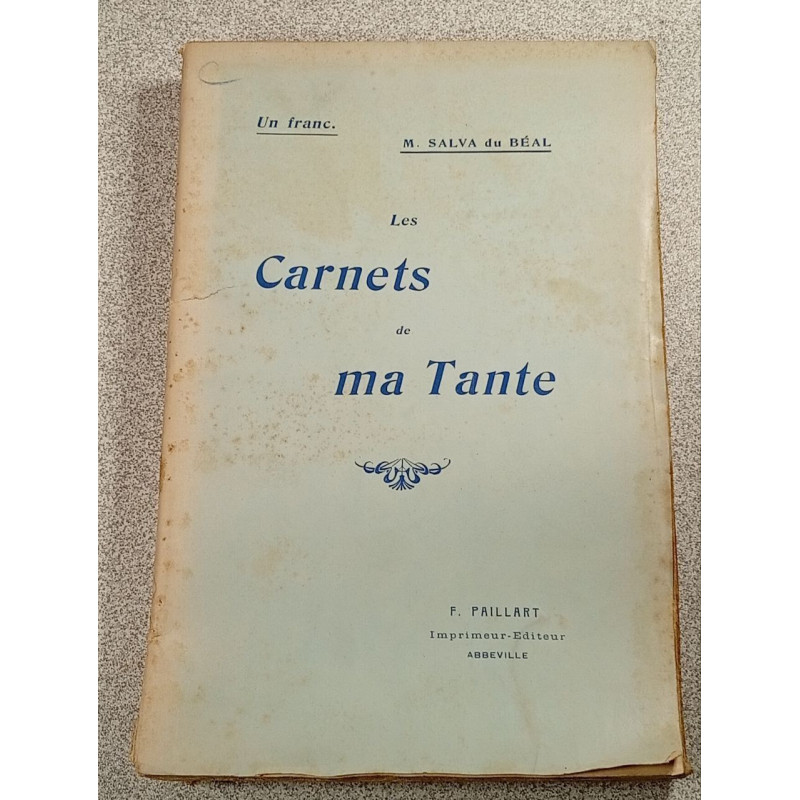 Un franc.
M. SALVA du BÉAL
Les
Carnets
de
ma Tante
F. PAILLART
Imprimeur-Editeur
ABBEVILLE